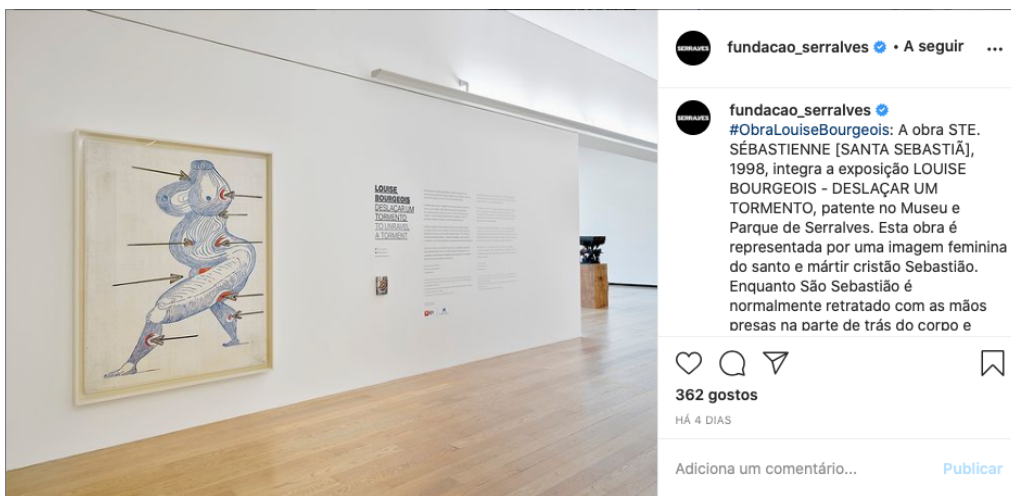 LOUISE
BOURGEOIS
DESLAÇAR UM
TORMENTO
TO UNRAVEL
A TORMENT
SERRALVES
fundacao_serralves • A seguir
SERRALVES
fundacao_serralves
#ObraLouiseBourgeois: A obra STE.
SÉBASTIENNE [SANTA SEBASTIÃ],
1998, integra a exposição LOUISE
BOURGEOIS - DESLAÇAR UM
TORMENTO, patente no Museu e
Parque de Serralves. Esta obra é
representada por uma imagem feminina
do santo e mártir cristão Sebastião.
Enquanto São Sebastião é
normalmente retratado com as mãos
presas na parte de trás do corpo e
362 gostos
HÁ 4 DIAS
Adiciona um comentário...
Publicar